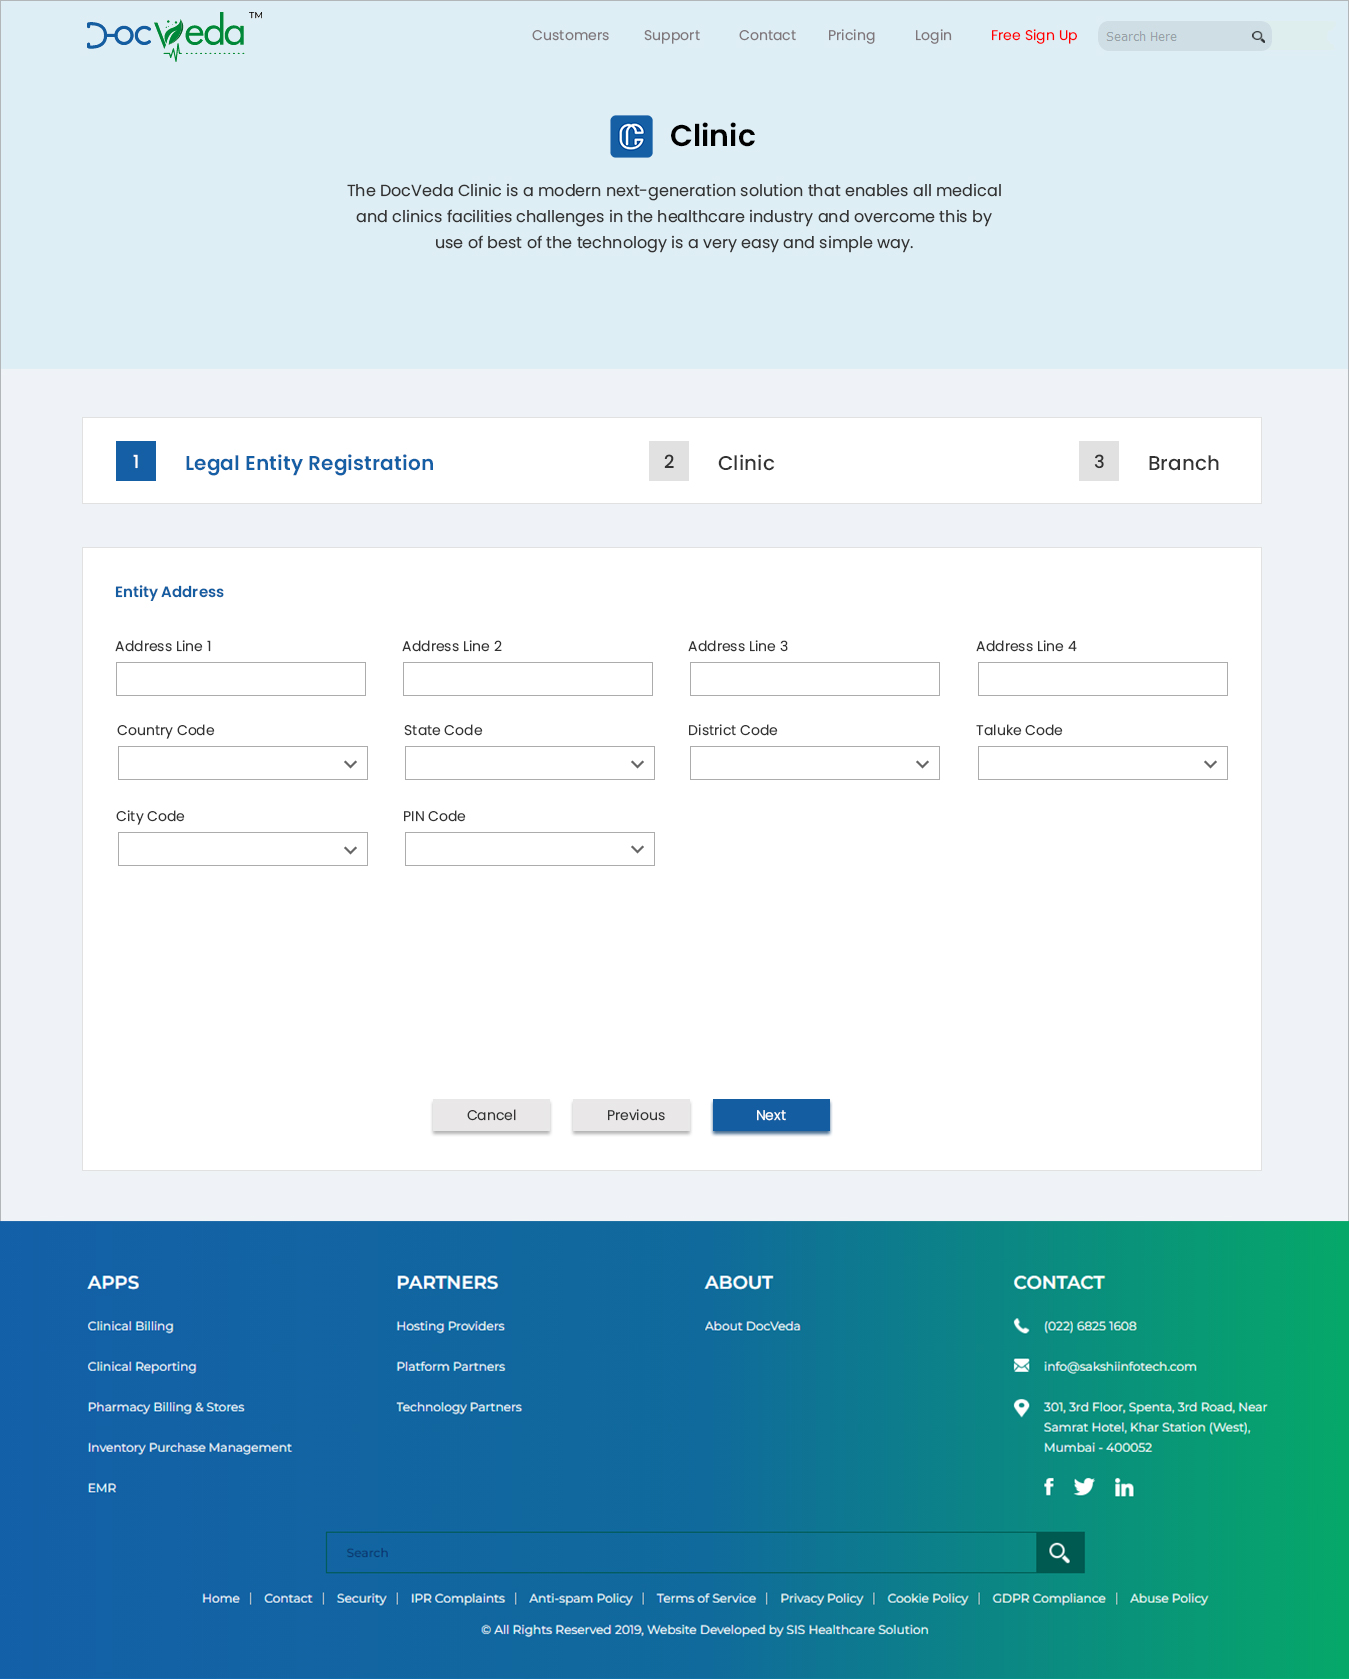 DocVeda™
Customers Support Contact Pricing Login Free Sign Up Search Here
Clinic
The DocVeda Clinic is a modern next-generation solution that enables all medical
and clinics facilities challenges in the healthcare industry and overcome this by
use of best of the technology is a very easy and simple way.
1 Legal Entity Registration 2 Clinic 3 Branch
Entity Address
Address Line 1 Address Line 2 Address Line 3 Address Line 4
Country Code State Code District Code Taluke Code
City Code PIN Code
Cancel Previous Next
APPS PARTNERS ABOUT CONTACT
Clinical Billing Hosting Providers About DocVeda (022) 6825 1608
Clinical Reporting Platform Partners info@sakshiinfotech.com
Pharmacy Billing & Stores Technology Partners 301, 3rd Floor, Spenta, 3rd Road, Near
Samrat Hotel, Khar Station (West),
Inventory Purchase Management Mumbai - 400052
EMR
Search
Home | Contact | Security | IPR Complaints | Anti-spam Policy | Terms of Service | Privacy Policy | Cookie Policy | GDPR Compliance | Abuse Policy
© All Rights Reserved 2019, Website Developed by SIS Healthcare Solution